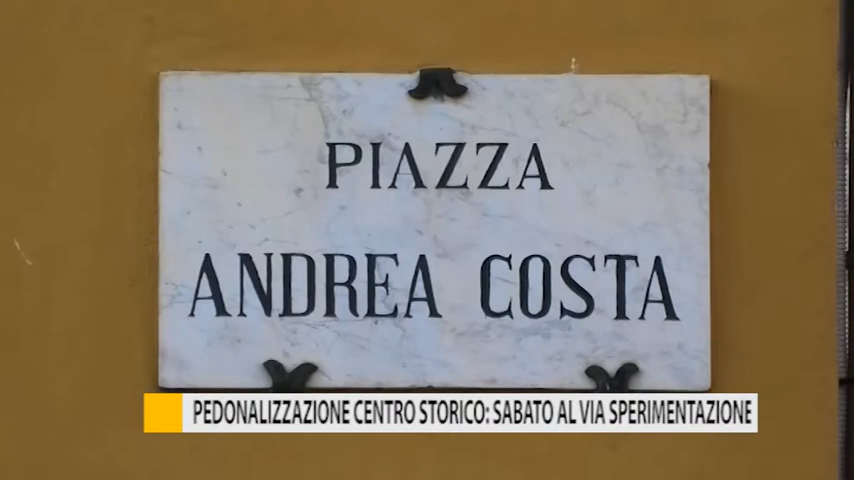 PIAZZA
ANDREA COSTA
PEDONALIZZAZIONE CENTRO STORICO: SABATO AL VIA SPERIMENTAZIONE